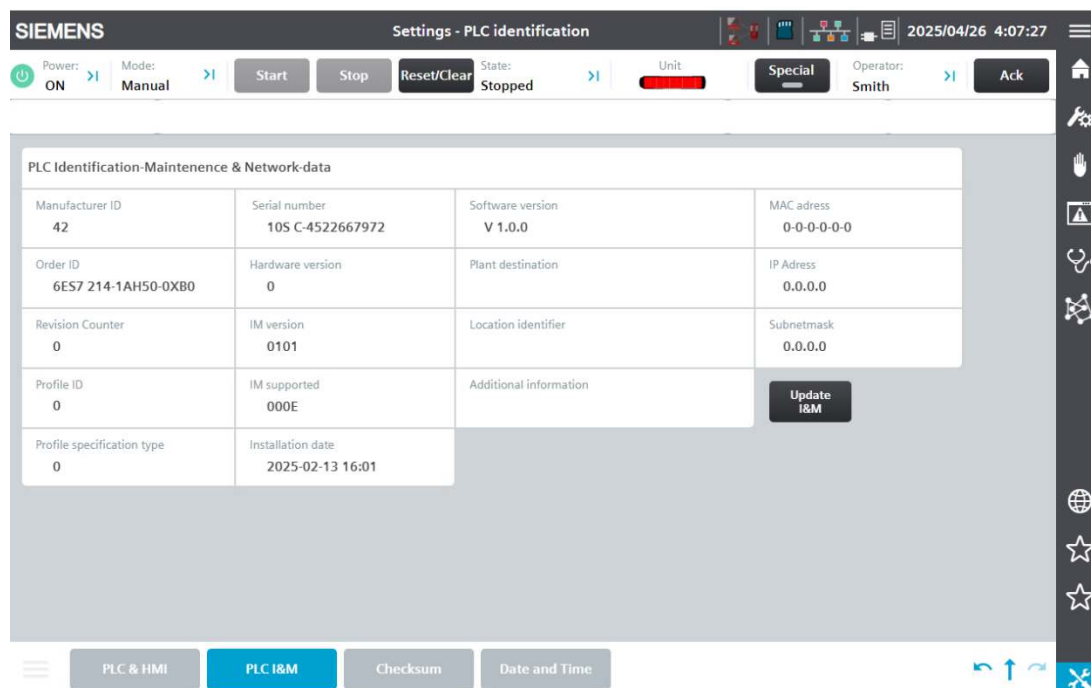 SIEMENS Settings - PLC identification 2025/04/26 4:07:27
Power: Mode: State: Unit Operator:
ON Manual Start Stop Reset/Clear Stopped Special Smith Ack
PLC Identification-Maintenence & Network-data
Manufacturer ID Serial number Software version MAC adress
42 10S C-4522667972 V 1.0.0 0-0-0-0-0-0
Order ID Hardware version Plant destination IP Adress
6ES7 214-1AH50-0XB0 0 0.0.0.0
Revision Counter IM version Location identifier Subnetmask
0 0101 0.0.0.0
Profile ID IM supported Additional information
0 000E
Update
I&M
Profile specification type Installation date
0 2025-02-13 16:01
PLC & HMI PLC I&M Checksum Date and Time